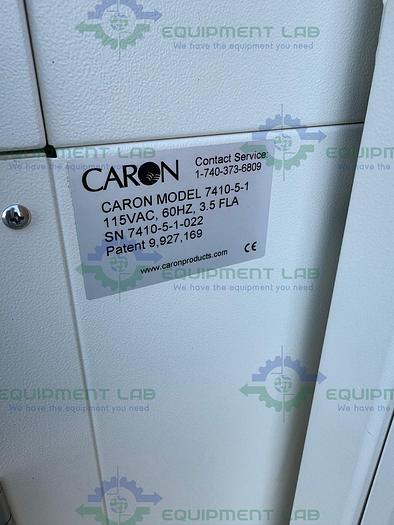 EQUIPMENT LAB
We have the equipment you need
CARON
Contact Service:
1-740-373-6809
CARON MODEL 7410-5-1
115VAC, 60HZ, 3.5 FLA
SN 7410-5-1-022
Patent 9,927,169
www.caronproducts.com
CE
EQUIPMENT LAB
We have the equipment you need
EQUIPMENT LAB
We have the equipment you need
EQUIPMENT LAB
We have the equipment you need
EQUIPMENT LAB
We have the equipment you need